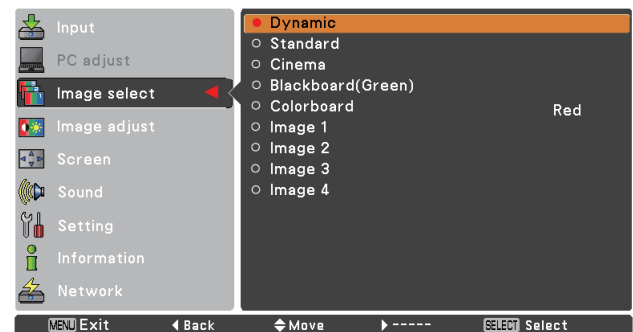 Input
PC adjust
Image select
Image adjust
Screen
Sound
Setting
Information
Network
Dynamic
Standard
Cinema
Blackboard(Green)
Colorboard Red
Image 1
Image 2
Image 3
Image 4
MENU Exit Back Move ----- SELECT Select